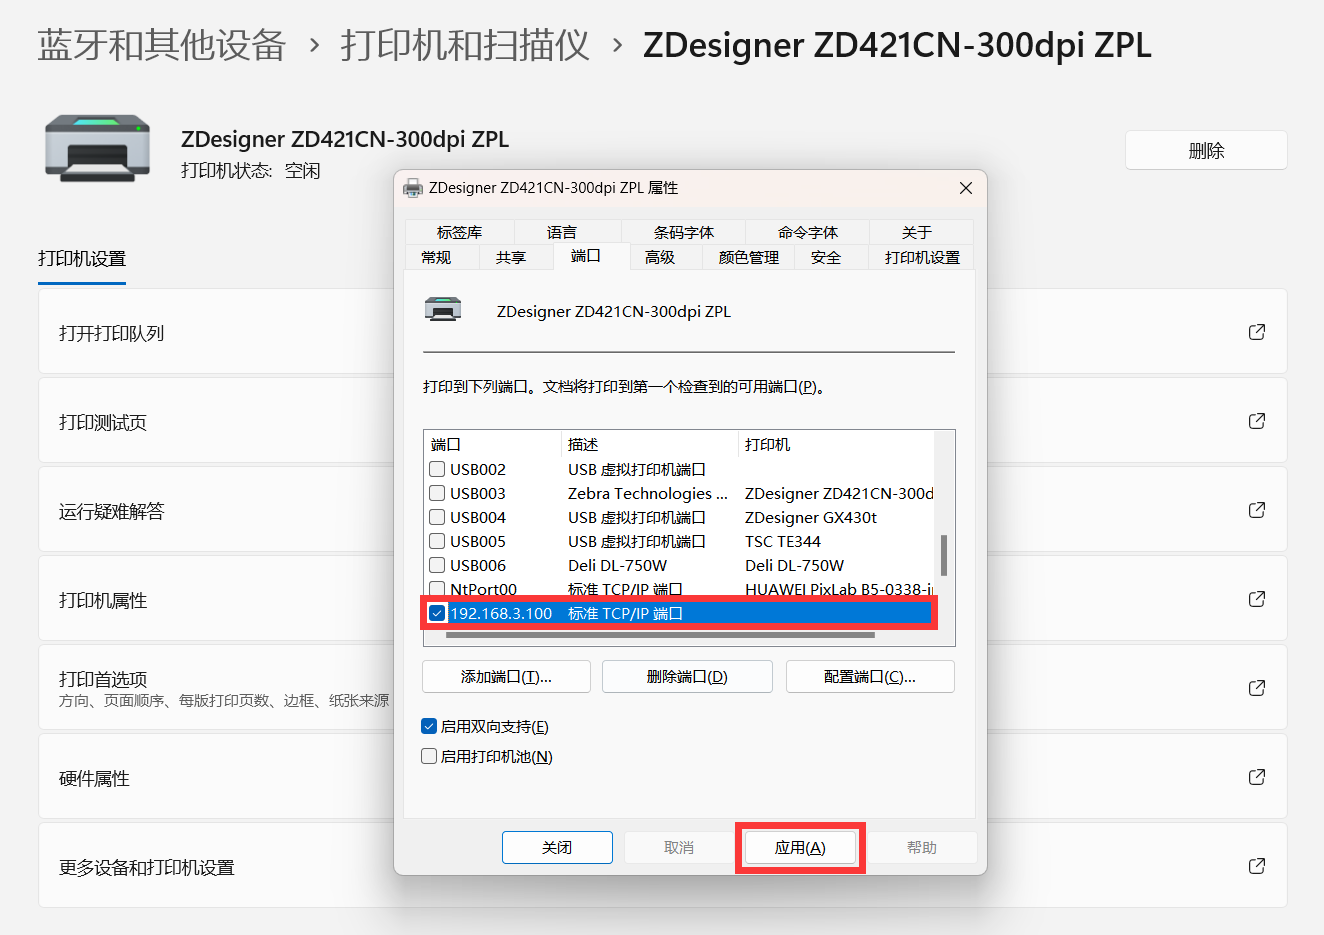 蓝牙和其他设备 › 打印机和扫描仪 › ZDesigner ZD421CN-300dpi ZPL
ZDesigner ZD421CN-300dpi ZPL
打印机状态: 空闲
删除
打印机设置
打开打印队列
打印测试页
运行疑难解答
打印机属性
打印首选项
方向、页面顺序、每版打印页数、边框、纸张来源
硬件属性
更多设备和打印机设置
ZDesigner ZD421CN-300dpi ZPL 属性
标签库 语言 条码字体 命令字体 关于
常规 共享 端口 高级 颜色管理 安全 打印机设置
ZDesigner ZD421CN-300dpi ZPL
打印到下列端口。文档将打印到第一个检查到的可用端口(P)。
端口 描述 打印机
USB002 USB 虚拟打印机端口
USB003 Zebra Technologies ... ZDesigner ZD421CN-300d
USB004 USB 虚拟打印机端口 ZDesigner GX430t
USB005 USB 虚拟打印机端口 TSC TE344
USB006 Deli DL-750W Deli DL-750W
NtPort00 标准 TCP/IP 端口 HUAWEI PixLab B5-0338-i
192.168.3.100 标准 TCP/IP 端口
添加端口(T)... 删除端口(D) 配置端口(C)...
启用双向支持(E)
启用打印机池(N)
关闭 取消 应用(A) 帮助